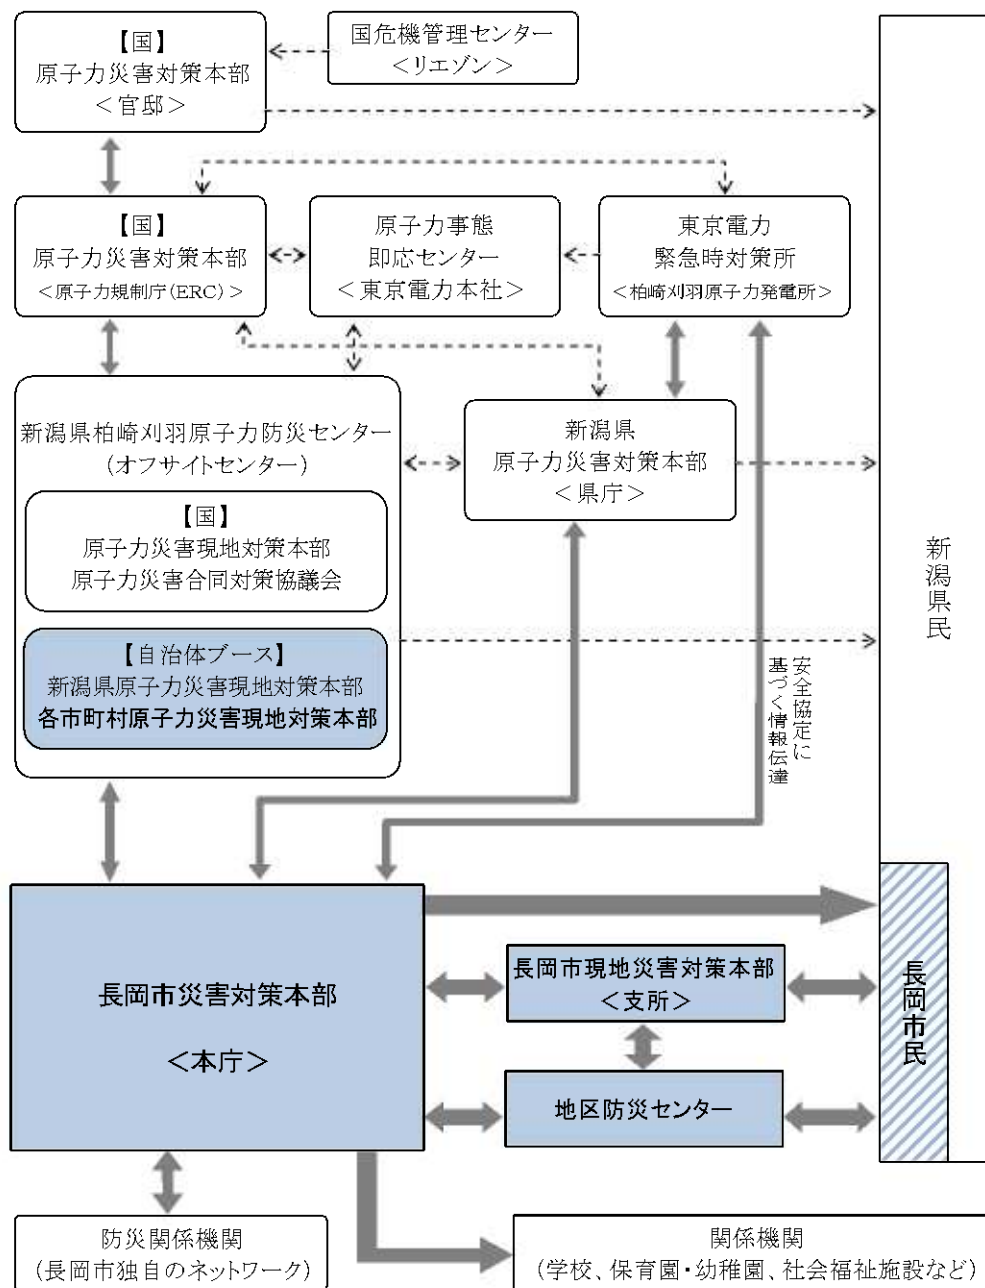 【国】
原子力災害対策本部
＜官邸＞
国危機管理センター
＜リエゾン＞
【国】
原子力災害対策本部
＜原子力規制庁(ERC)＞
原子力事態
即応センター
＜東京電力本社＞
東京電力
緊急時対策所
＜柏崎刈羽原子力発電所＞
新潟県柏崎刈羽原子力防災センター
(オフサイトセンター)
【国】
原子力災害現地対策本部
原子力災害合同対策協議会
【自治体ブース】
新潟県原子力災害現地対策本部
各市町村原子力災害現地対策本部
新潟県
原子力災害対策本部
＜県庁＞
安全協定に
基づく情報伝達
新潟県民
長岡市災害対策本部
＜本庁＞
長岡市現地災害対策本部
＜支所＞
地区防災センター
長岡市民
防災関係機関
(長岡市独自のネットワーク)
関係機関
(学校、保育園・幼稚園、社会福祉施設など)